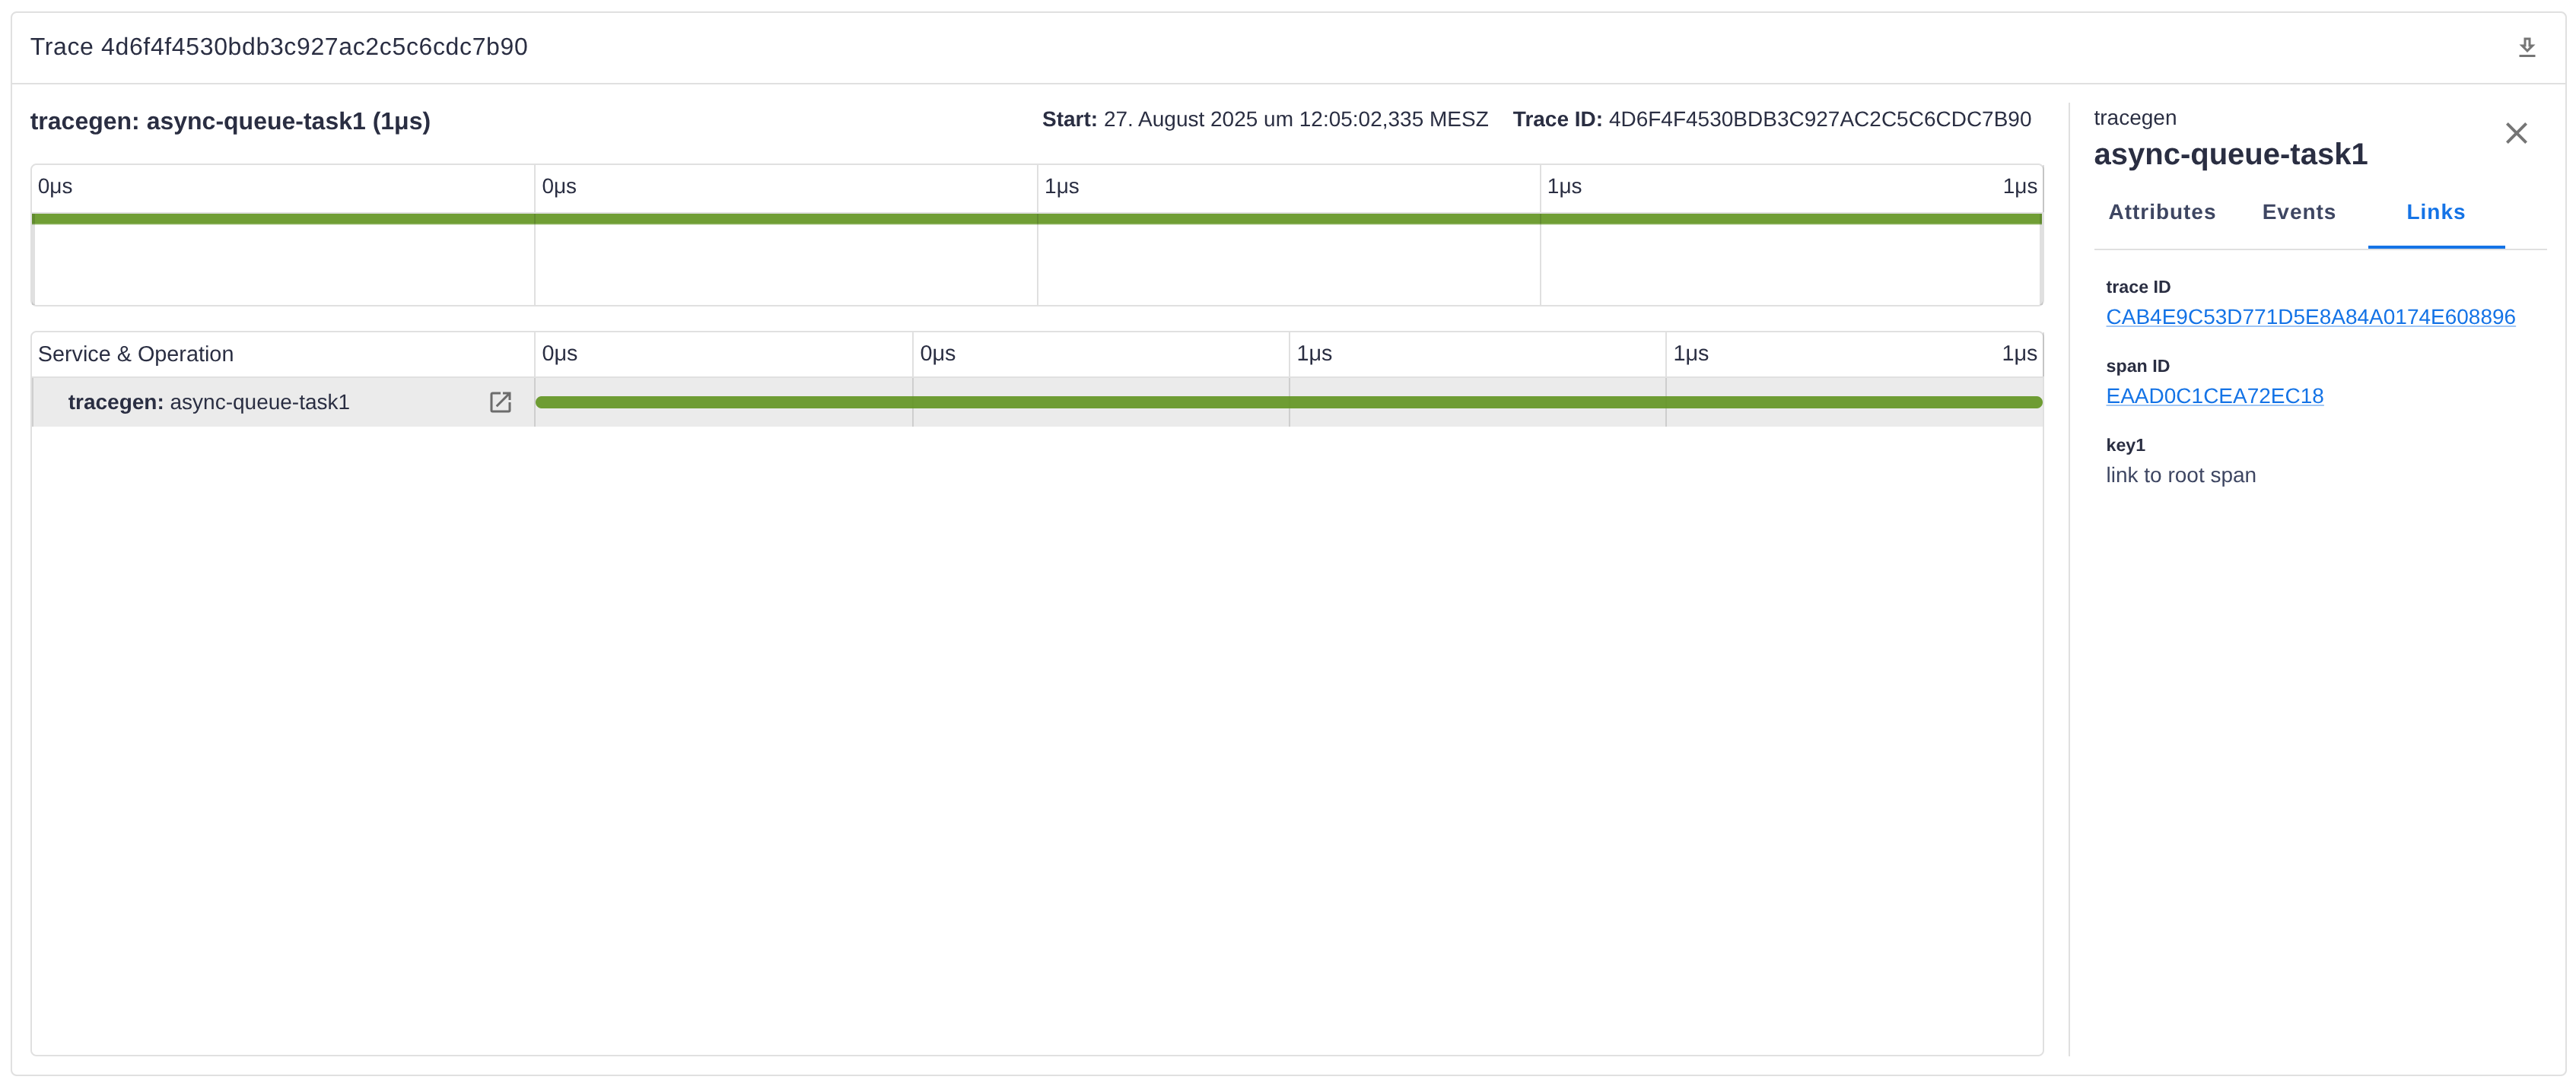 Trace 4d6f4f4530bdb3c927ac2c5c6cdc7b90
tracegen: async-queue-task1 (1μs)
Start: 27. August 2025 um 12:05:02,335 MESZ Trace ID: 4D6F4F4530BDB3C927AC2C5C6CDC7B90
0μs 0μs 1μs 1μs 1μs
Service & Operation 0μs 0μs 1μs 1μs 1μs
tracegen: async-queue-task1
tracegen
async-queue-task1
Attributes Events Links
trace ID
CAB4E9C53D771D5E8A84A0174E608896
span ID
EAAD0C1CEA72EC18
key1
link to root span